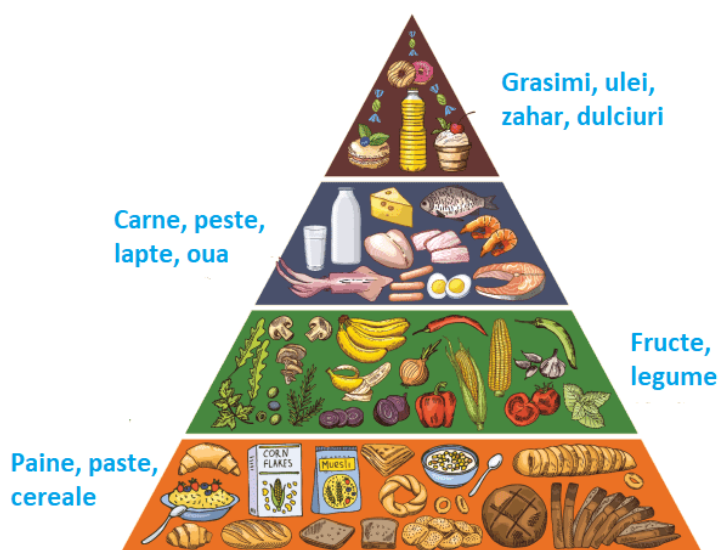 Grasimi, ulei,
zahar, dulciuri
Carne, peste,
lapte, oua
Fructe,
legume
Paine, paste,
cereale
CORN
FLAKES
Muesli